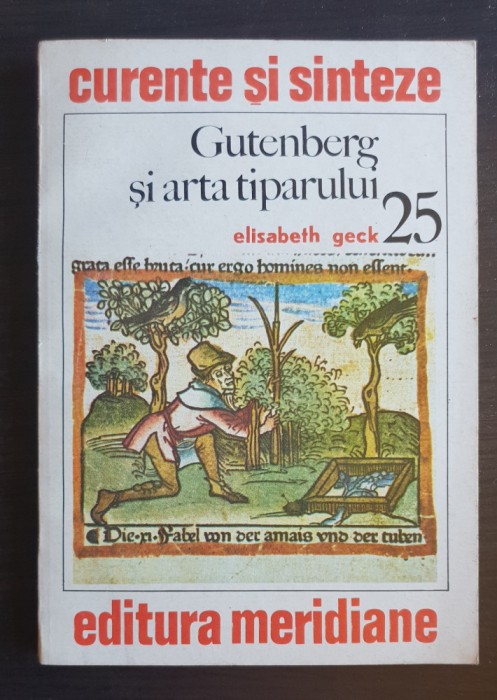 curente și sinteze
Gutenberg
și arta tiparului
elisabeth geck 25
grata esse bruta: cur ergo homines non essent.
Die .xi. Fabel von der amais vnd der tuben
editura meridiane